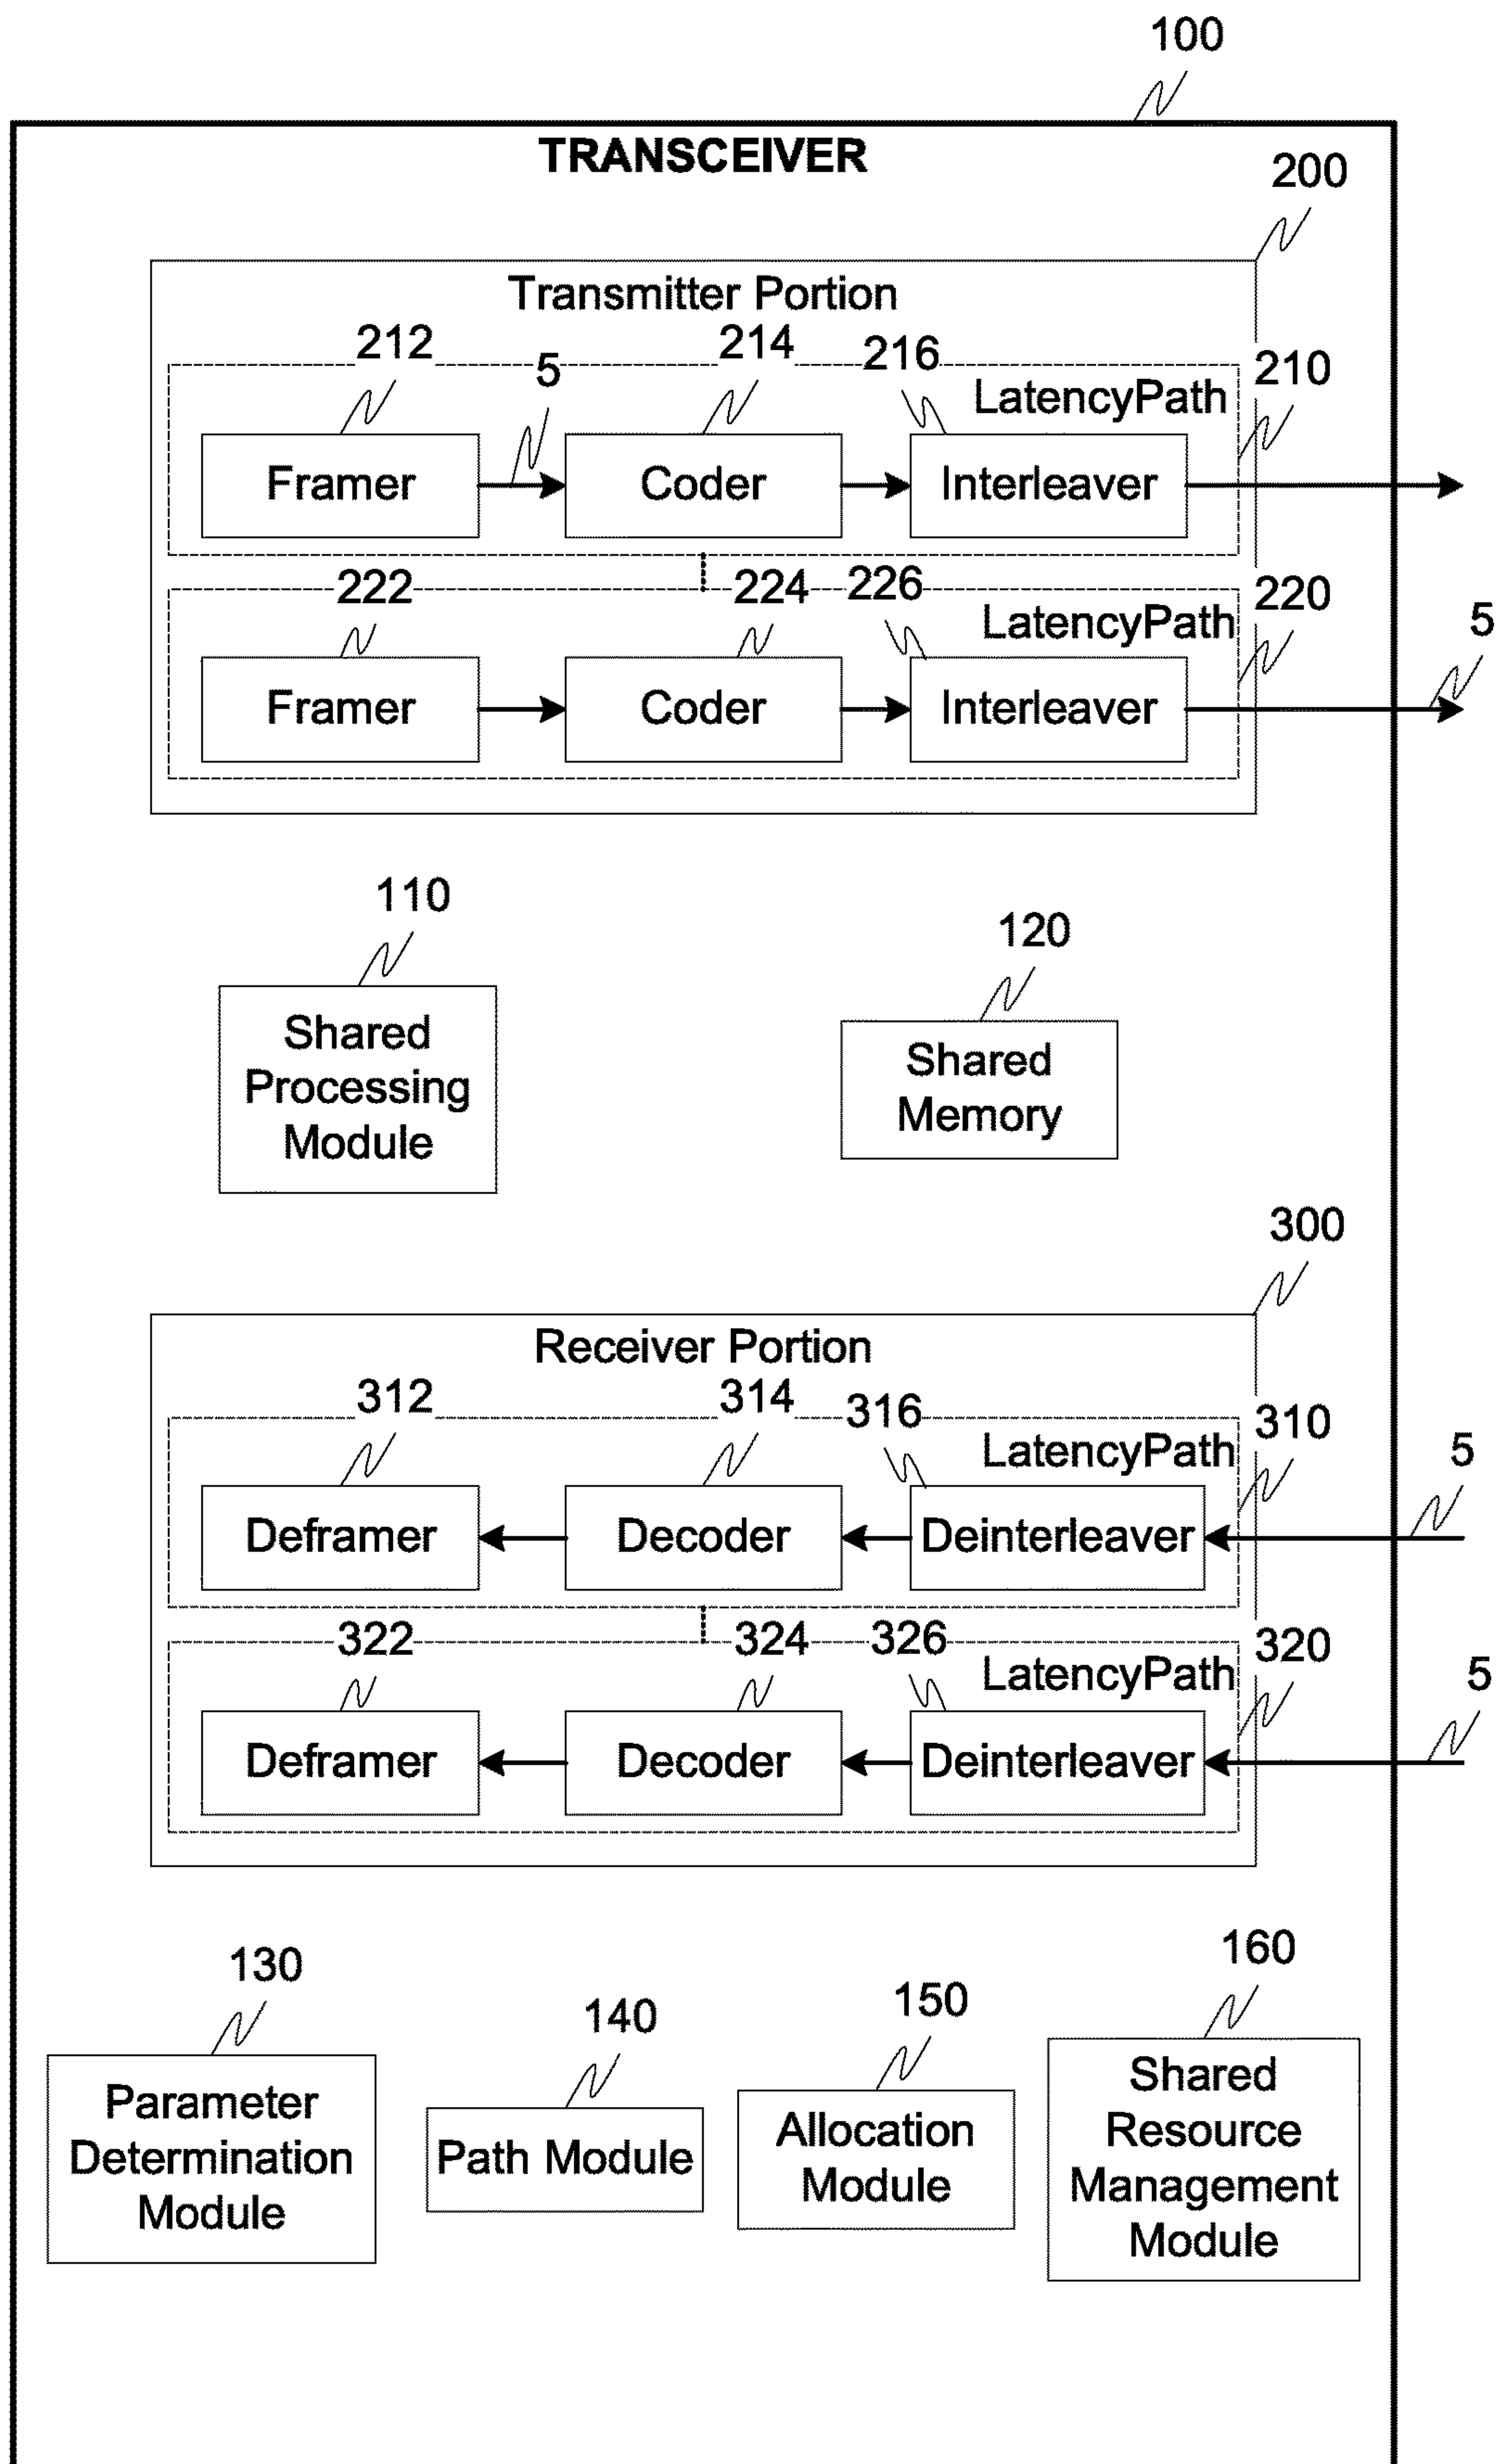 100
TRANSCEIVER
200
Transmitter Portion
212
5
214
216
210
LatencyPath
Framer
Coder
Interleaver
222
224
226
220
5
LatencyPath
Framer
Coder
Interleaver
110
120
Shared
Processing
Module
Shared
Memory
300
Receiver Portion
312
314
316
310
5
LatencyPath
Deframer
Decoder
Deinterleaver
322
324
326
320
5
LatencyPath
Deframer
Decoder
Deinterleaver
130
140
150
160
Parameter
Determination
Module
Path Module
Allocation
Module
Shared
Resource
Management
Module